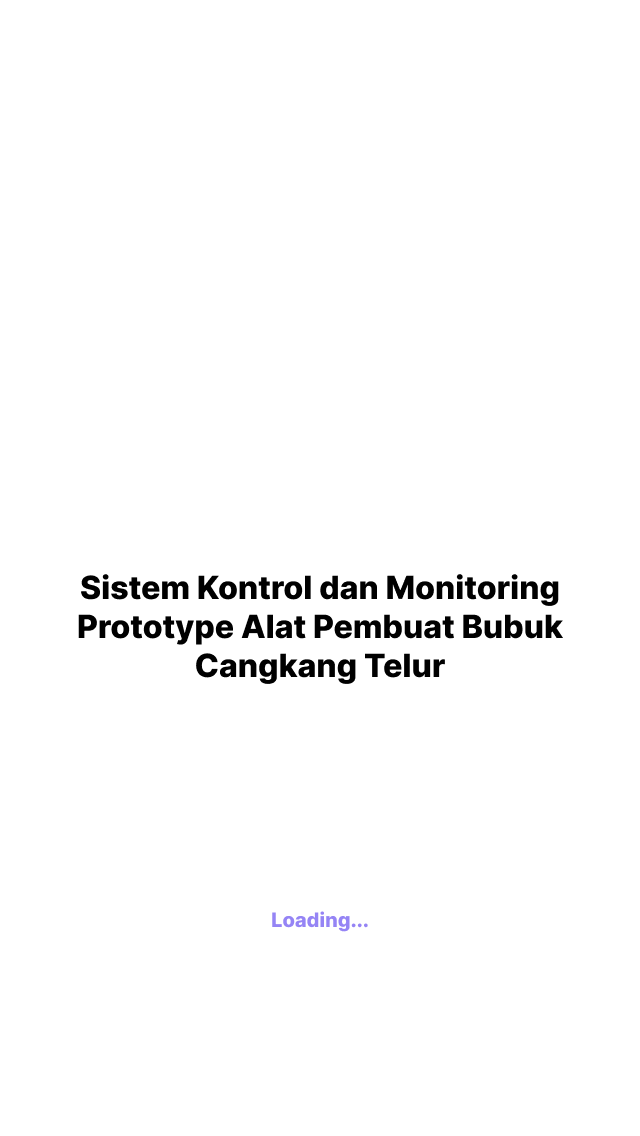 Sistem Kontrol dan Monitoring
Prototype Alat Pembuat Bubuk
Cangkang Telur
Loading...